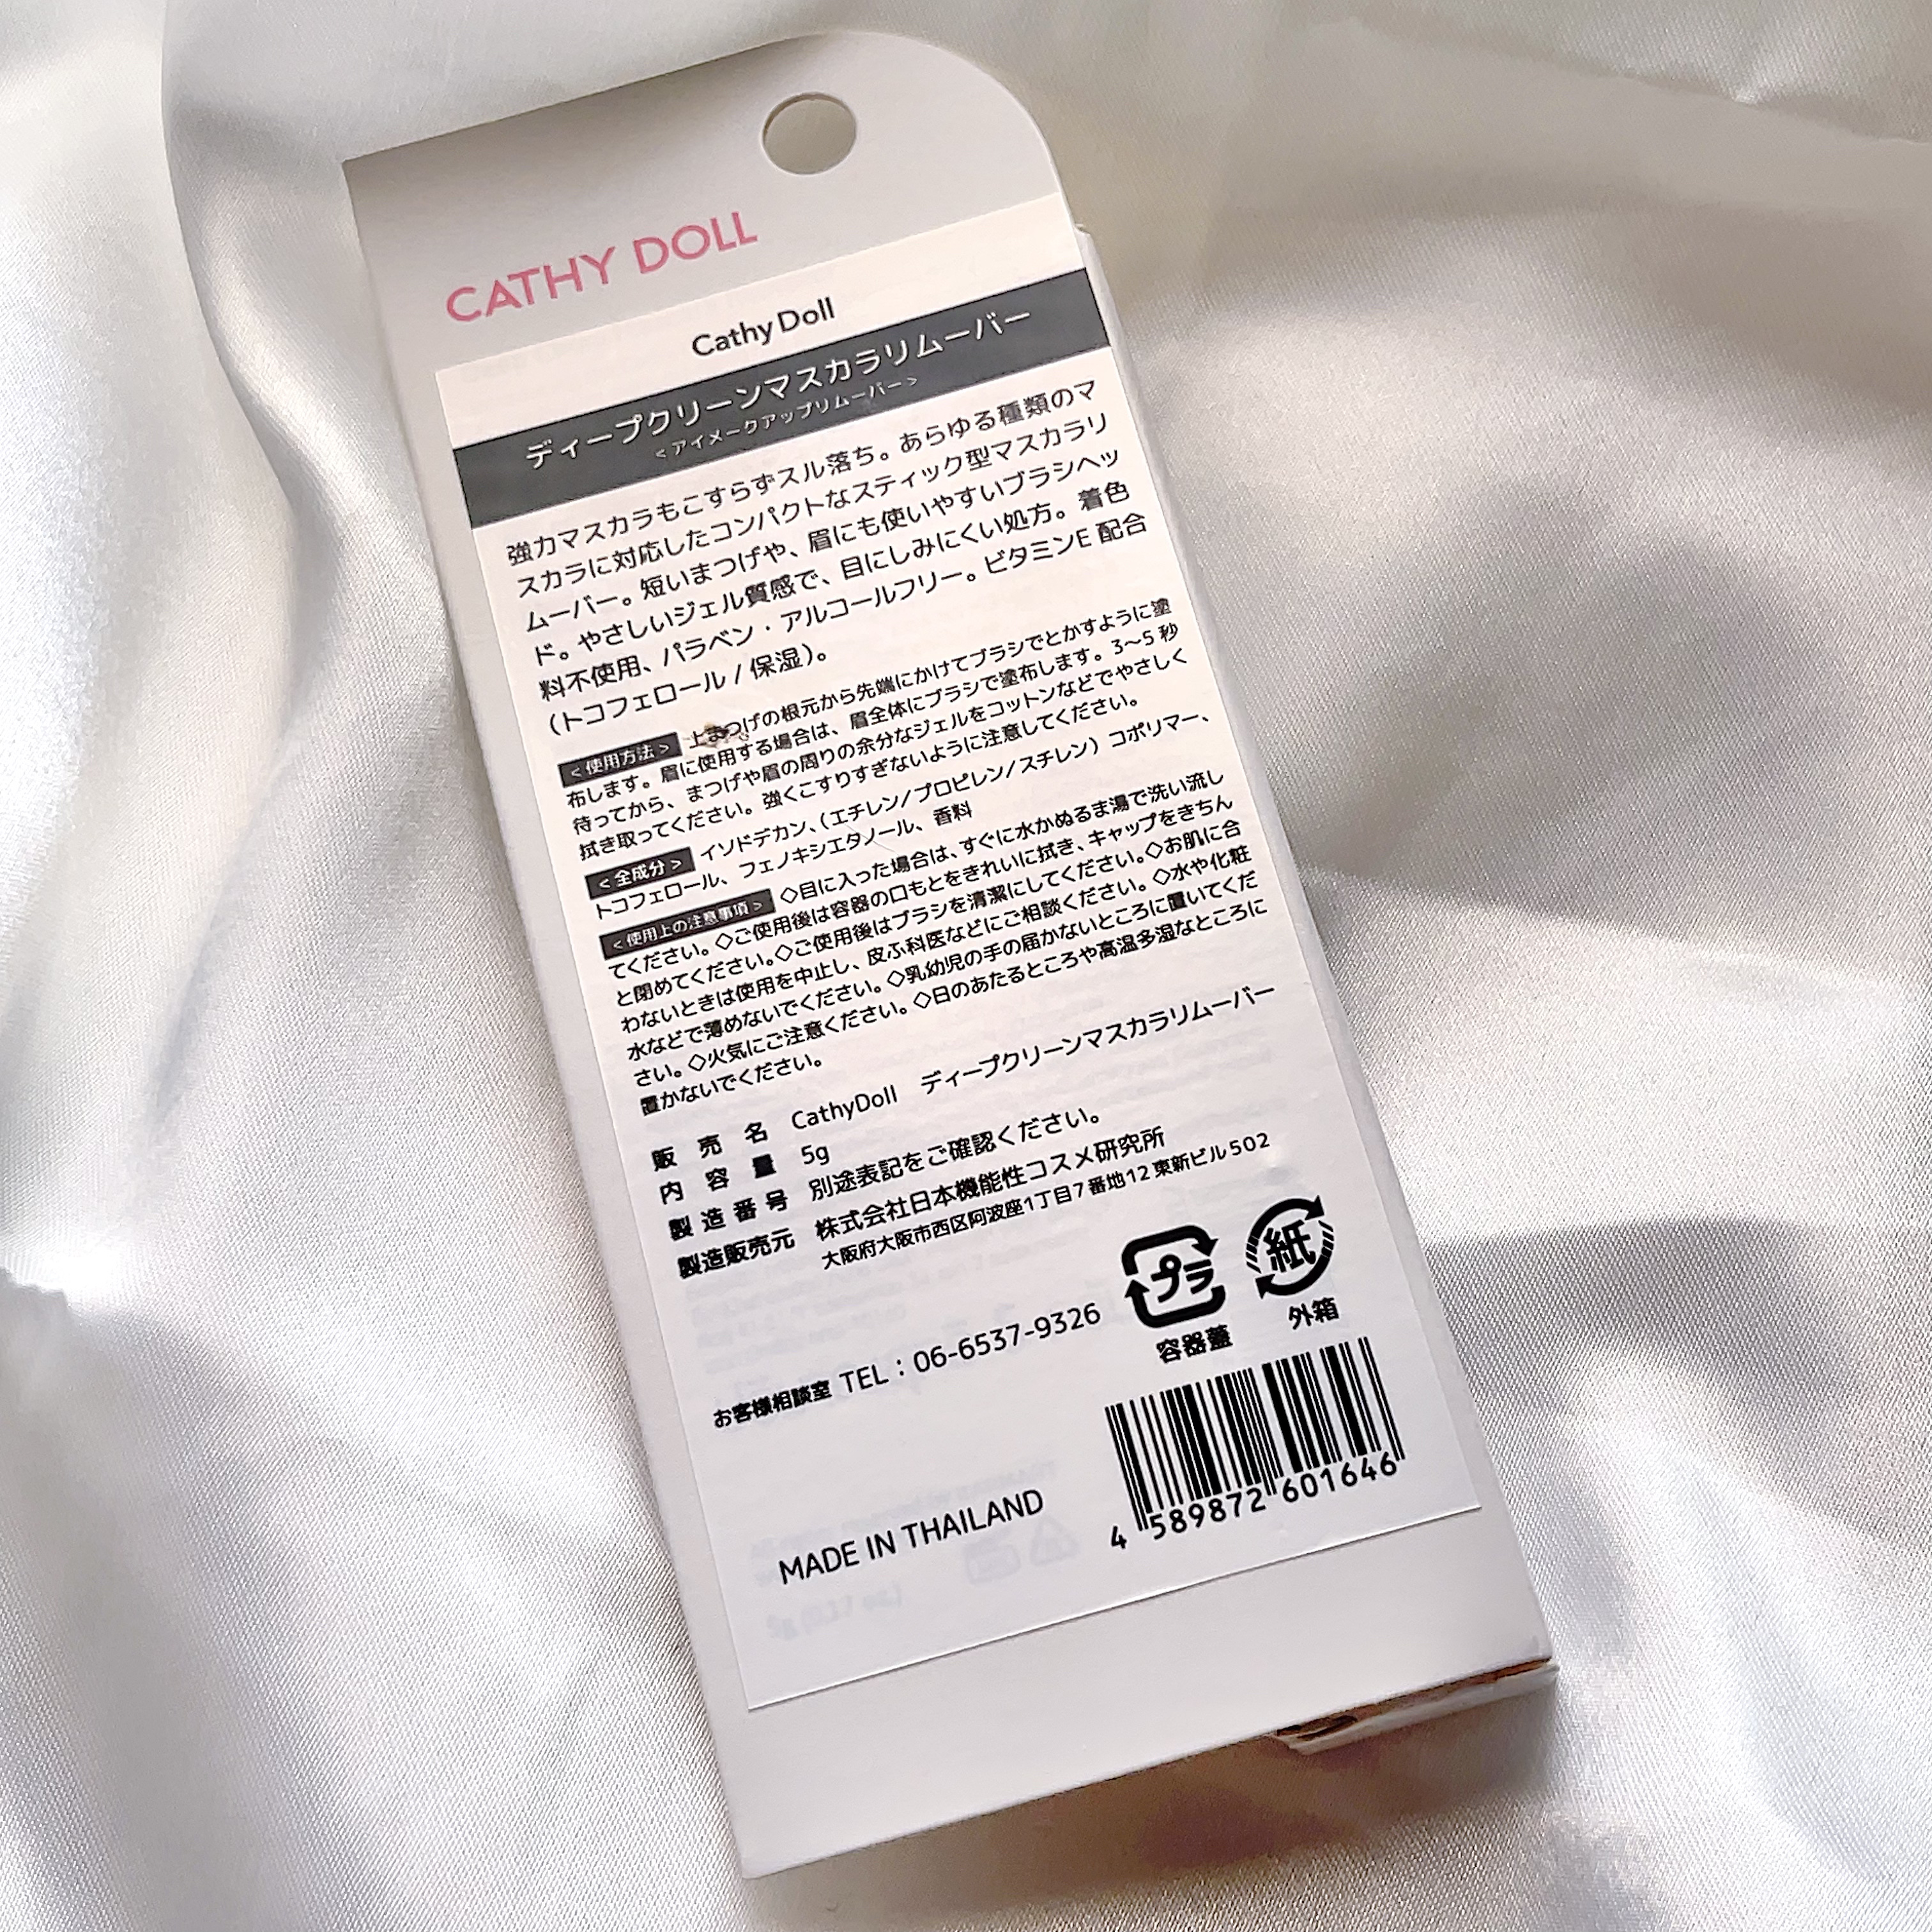 CATHY DOLL
Cathy Doll
ディープクリーンマスカラリムーバー
<アイメークアップリムーバー>
強力マスカラもこすらずスル落ち。あらゆる種類のマ
スカラに対応したコンパクトなスティック型マスカラリ
ムーバー。短いまつげや、眉にも使いやすいブラシヘッ
ド。やさしいジェル質感で、目にしみにくい処方。着色
料不使用、パラベン・アルコールフリー。ビタミンE 配合
(トコフェロール / 保湿)。
<使用方法> 上まつげの根元から先端にかけてブラシでとかすように塗
布します。眉に使用する場合は、眉全体にブラシで塗布します。3～5 秒
待ってから、まつげや眉の周りの余分なジェルをコットンなどでやさしく
拭き取ってください。強くこすりすぎないように注意してください。
<全成分> イソドデカン、(エチレン/プロピレン/スチレン) コポリマー、
トコフェロール、フェノキシエタノール、香料
<使用上の注意事項> ◇目に入った場合は、すぐに水かぬるま湯で洗い流し
てください。◇ご使用後は容器の口もとをきれいに拭き、キャップをきちん
と閉めてください。◇ご使用後はブラシを清潔にしてください。◇お肌に合
わないときは使用を中止し、皮ふ科医などにご相談ください。◇水や化粧
水などで薄めないでください。◇乳幼児の手の届かないところに置いてくだ
さい。◇火気にご注意ください。◇日のあたるところや高温多湿なところに
置かないでください。
販売名 CathyDoll ディープクリーンマスカラリムーバー
内容量 5g
製造番号 別途表記をご確認ください。
製造販売元 株式会社日本機能性コスメ研究所
大阪府大阪市西区阿波座1丁目7番地12 東新ビル502
プラ
容器蓋
紙
外箱
お客様相談室 TEL : 06-6537-9326
MADE IN THAILAND
4 589872 601646